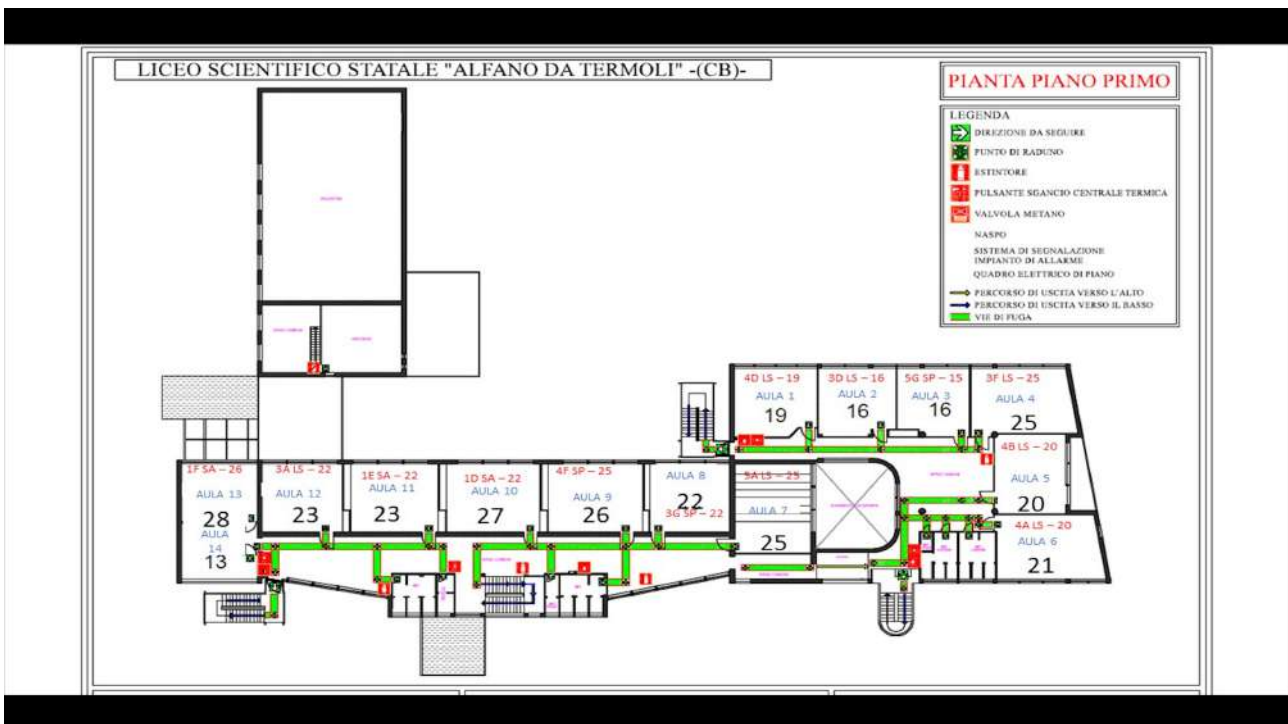 LICEO SCIENTIFICO STATALE "ALFANO DA TERMOLI" -(CB)-
PIANTA PIANO PRIMO
LEGENDA
DIREZIONE DA SEGUIRE
PUNTO DI RADUNO
ESTINTORE
PULSANTE SGANCIO CENTRALE TERMICA
VALVOLA METANO
NASPO
SISTEMA DI SEGNALAZIONE
IMPIANTO DI ALLARME
QUADRO ELETTRICO DI PIANO
PERCORSO DI USCITA VERSO L'ALTO
PERCORSO DI USCITA VERSO IL BASSO
VIE DI FUGA
4D LS – 19
AULA 1
19
3D LS – 16
AULA 2
16
5G SP – 15
AULA 3
16
3F LS – 25
AULA 4
25
4B LS – 20
AULA 5
20
4A LS – 20
AULA 6
21
5A LS – 25
AULA 7
25
AULA 8
22
3G SP – 22
4F SP – 25
AULA 9
26
1D SA – 22
AULA 10
27
1E SA – 22
AULA 11
23
3A LS – 22
AULA 12
23
1F SA – 26
AULA 13
28
AULA
14
13